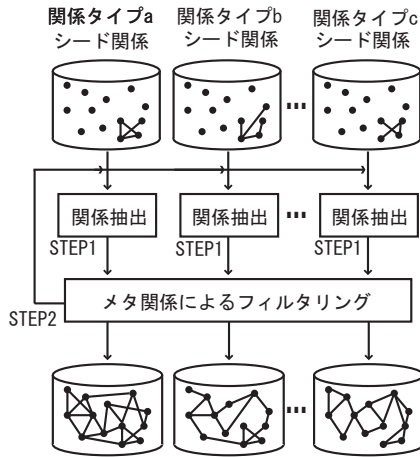 関係タイプa
シード関係
関係タイプb
シード関係
関係タイプc
シード関係
…
関係抽出
関係抽出
…
関係抽出
STEP1
STEP1
STEP1
メタ関係によるフィルタリング
STEP2
…